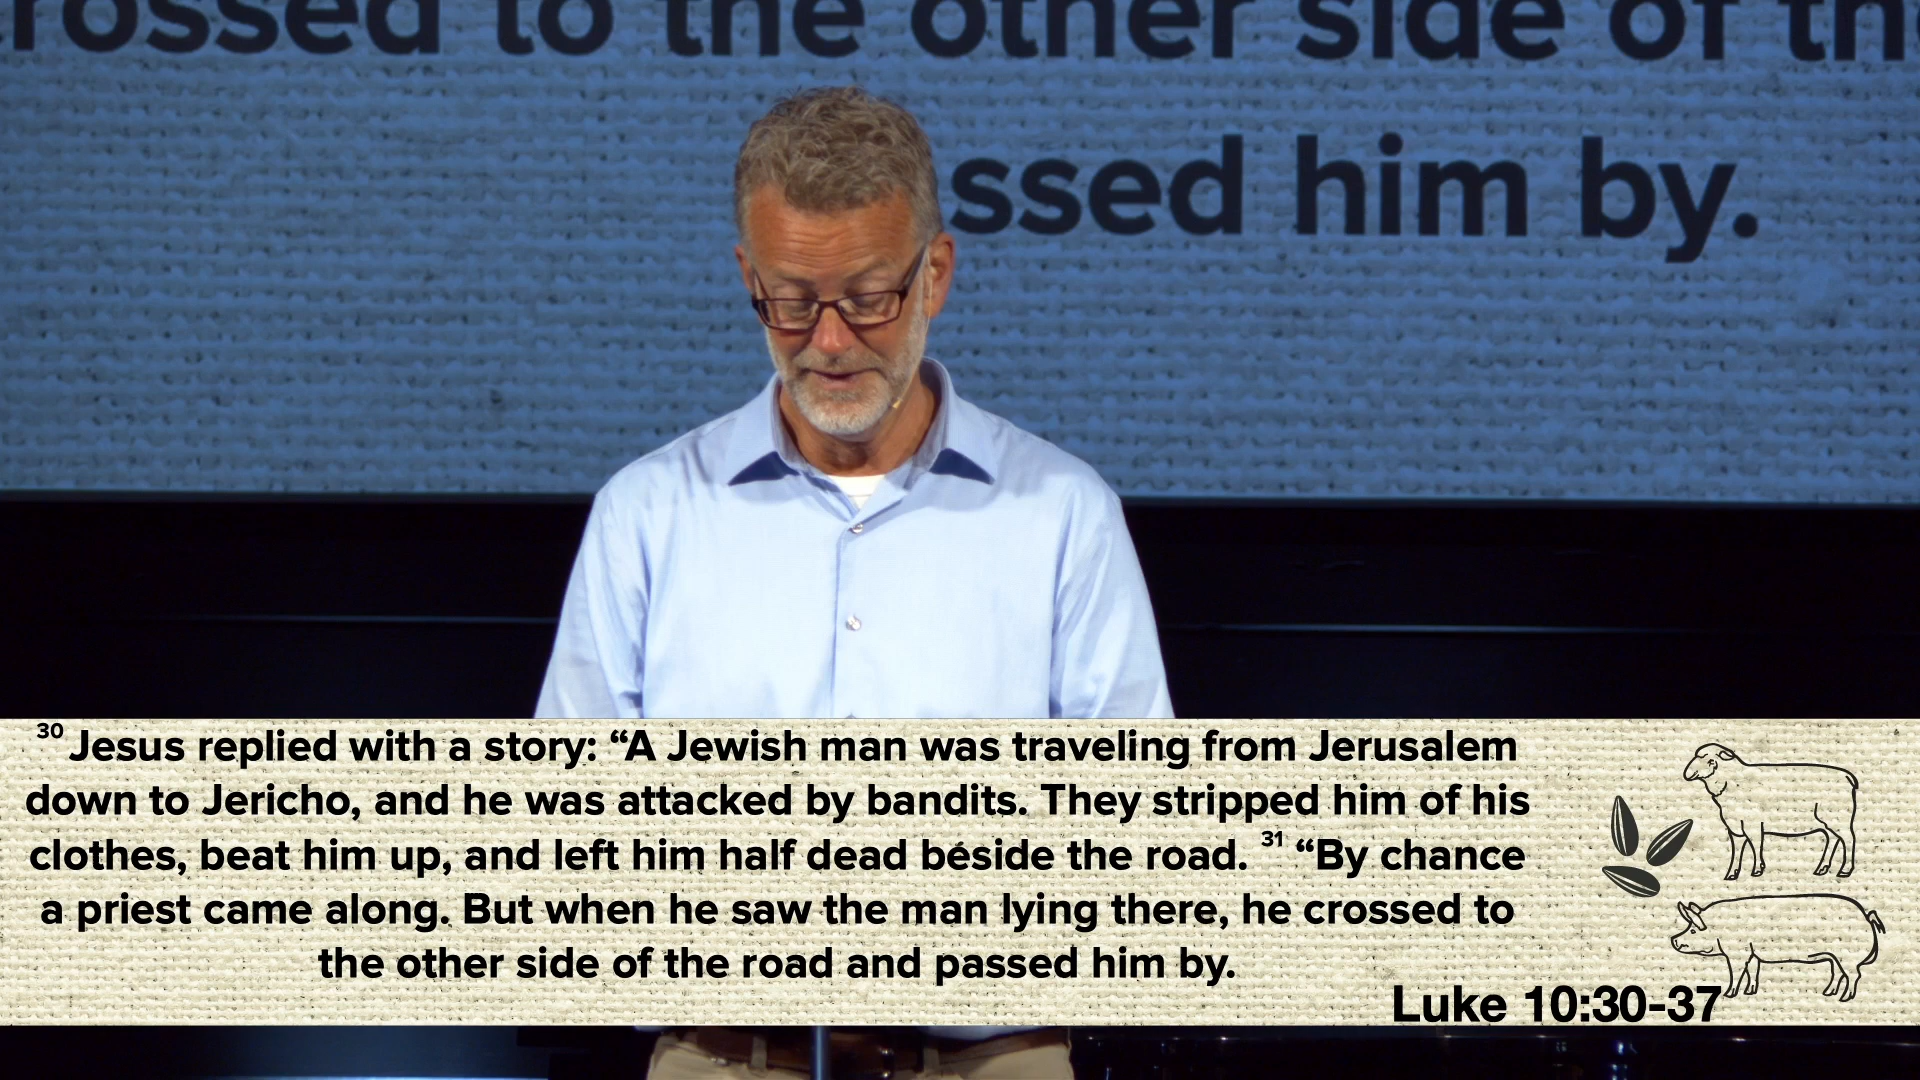 rossed to the other side of th
ssed him by.
30 Jesus replied with a story: “A Jewish man was traveling from Jerusalem
down to Jericho, and he was attacked by bandits. They stripped him of his
clothes, beat him up, and left him half dead beside the road. 31 “By chance
a priest came along. But when he saw the man lying there, he crossed to
the other side of the road and passed him by.
Luke 10:30-37